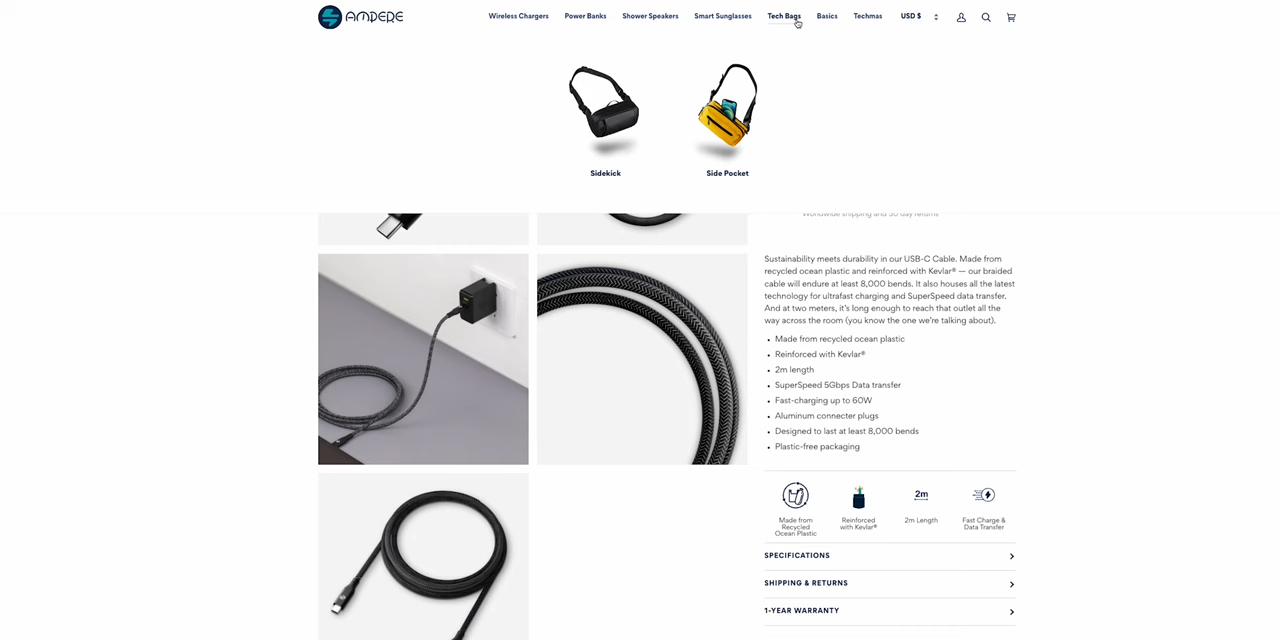 AMPERE
Wireless Chargers
Power Banks
Shower Speakers
Smart Sunglasses
Tech Bags
Basics
Techmas
USD $
Sidekick
Side Pocket
Worldwide shipping and 30 day returns
Sustainability meets durability in our USB-C Cable. Made from
recycled ocean plastic and reinforced with Kevlar® — our braided
cable will endure at least 8,000 bends. It also houses all the latest
technology for ultrafast charging and SuperSpeed data transfer.
And at two meters, it's long enough to reach that outlet all the
way across the room (you know the one we're talking about).
• Made from recycled ocean plastic
• Reinforced with Kevlar®
• 2m length
• SuperSpeed 5Gbps Data transfer
• Fast-charging up to 60W
• Aluminum connecter plugs
• Designed to last at least 8,000 bends
• Plastic-free packaging
2m
Made from
Recycled
Ocean Plastic
Reinforced
with Kevlar®
2m Length
Fast Charge &
Data Transfer
SPECIFICATIONS
SHIPPING & RETURNS
1-YEAR WARRANTY